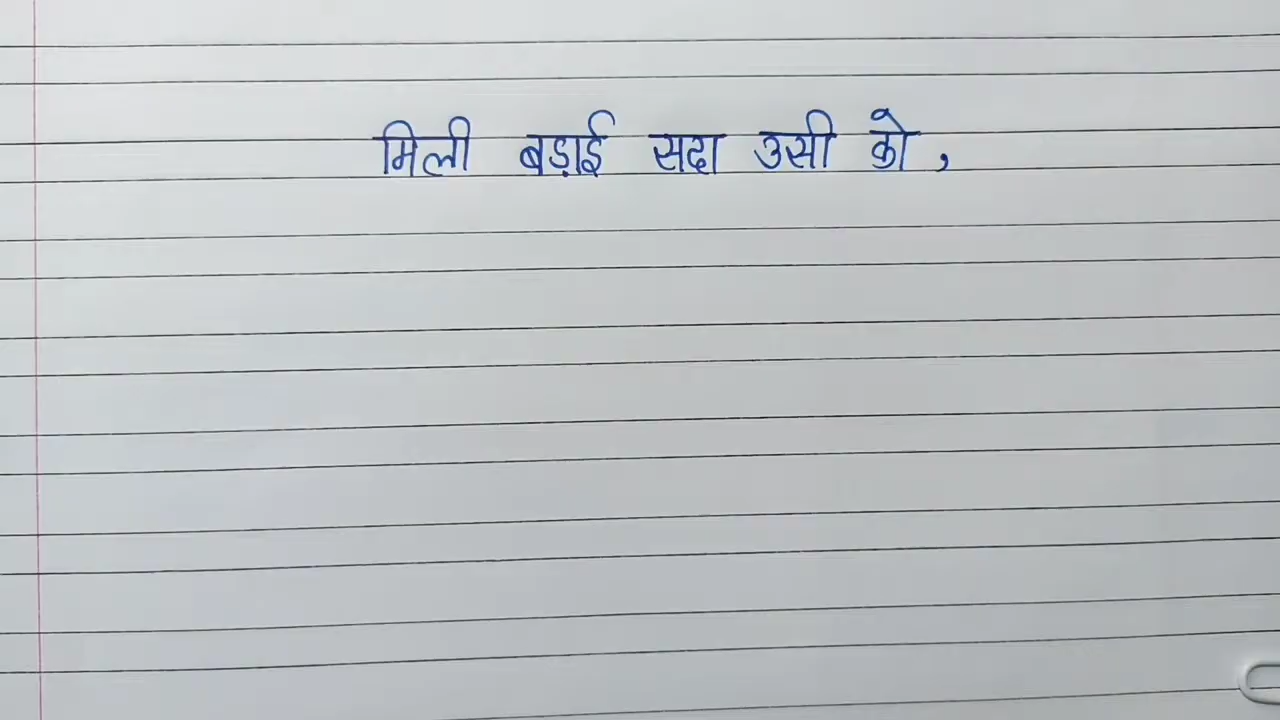 मिली बड़ाई सदा उसी को ,